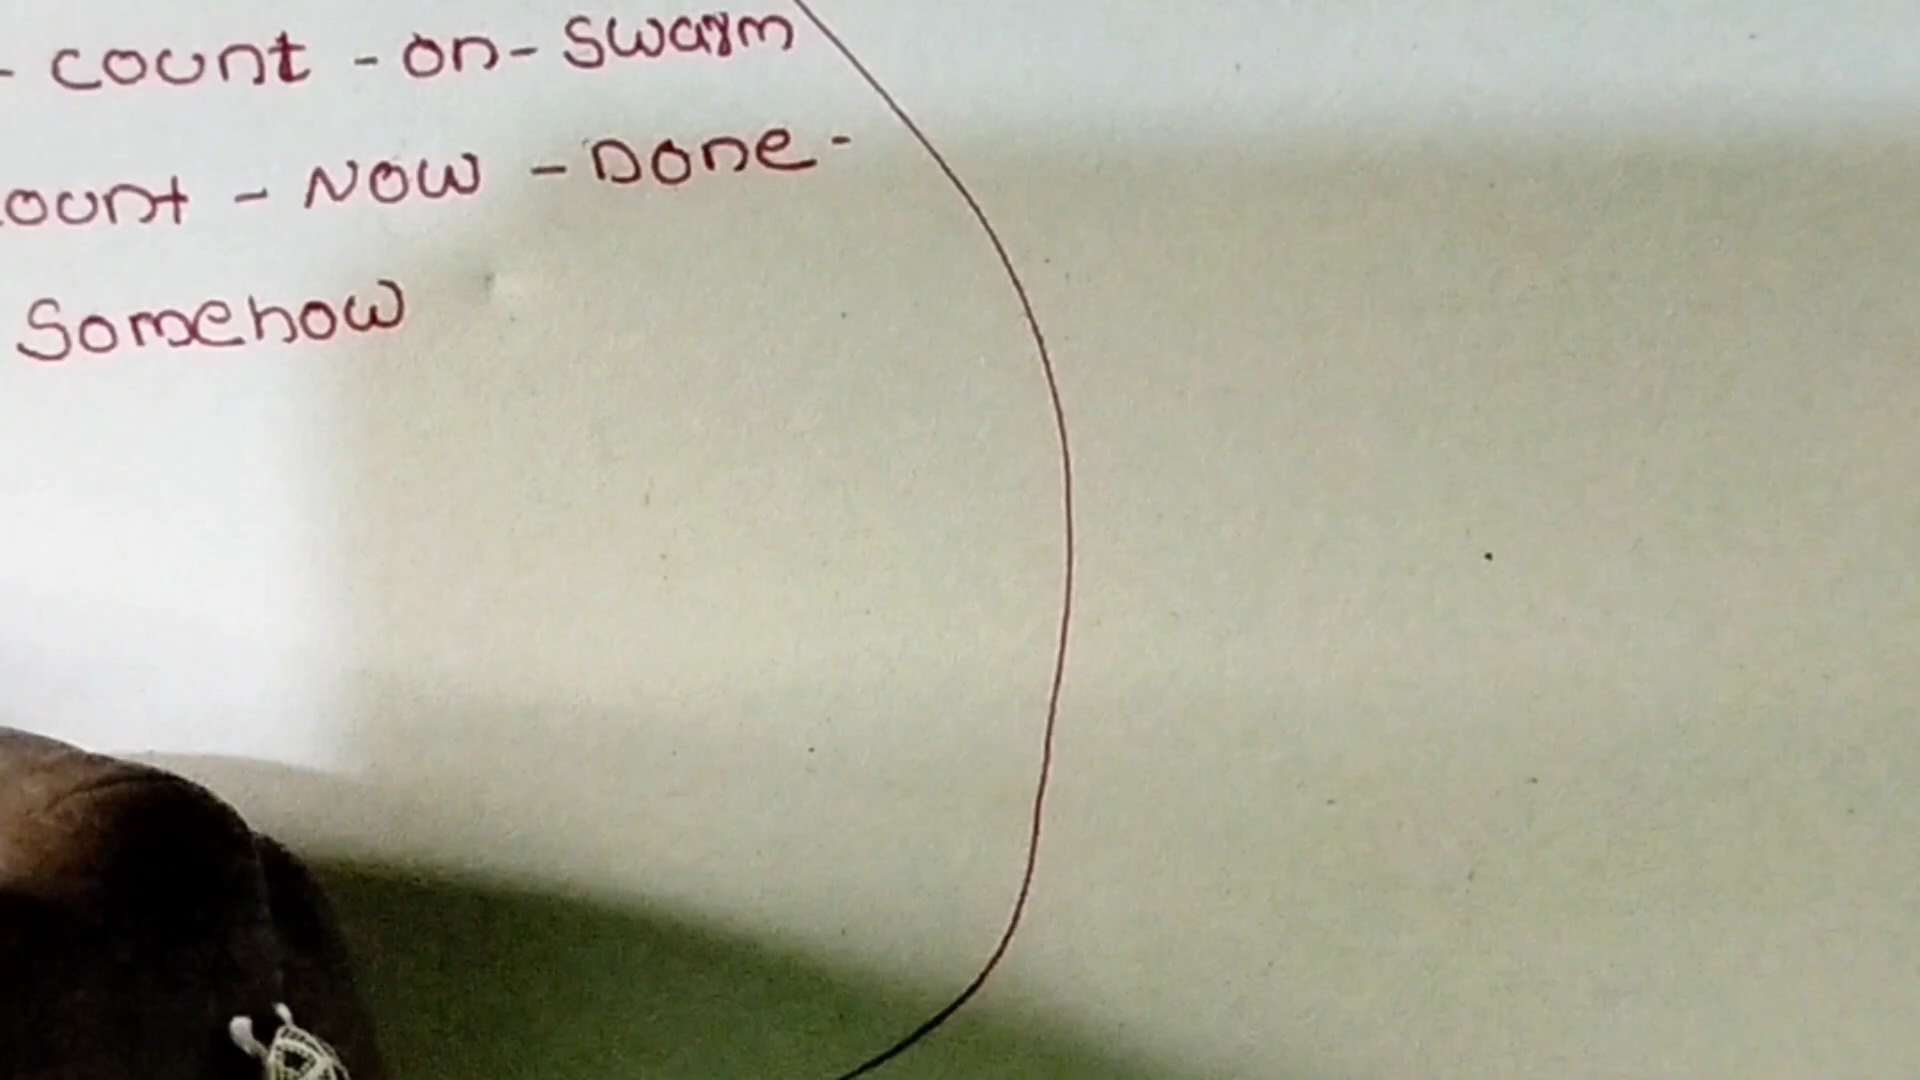 - count - on - swarm
ount - Now - Done -
Somehow